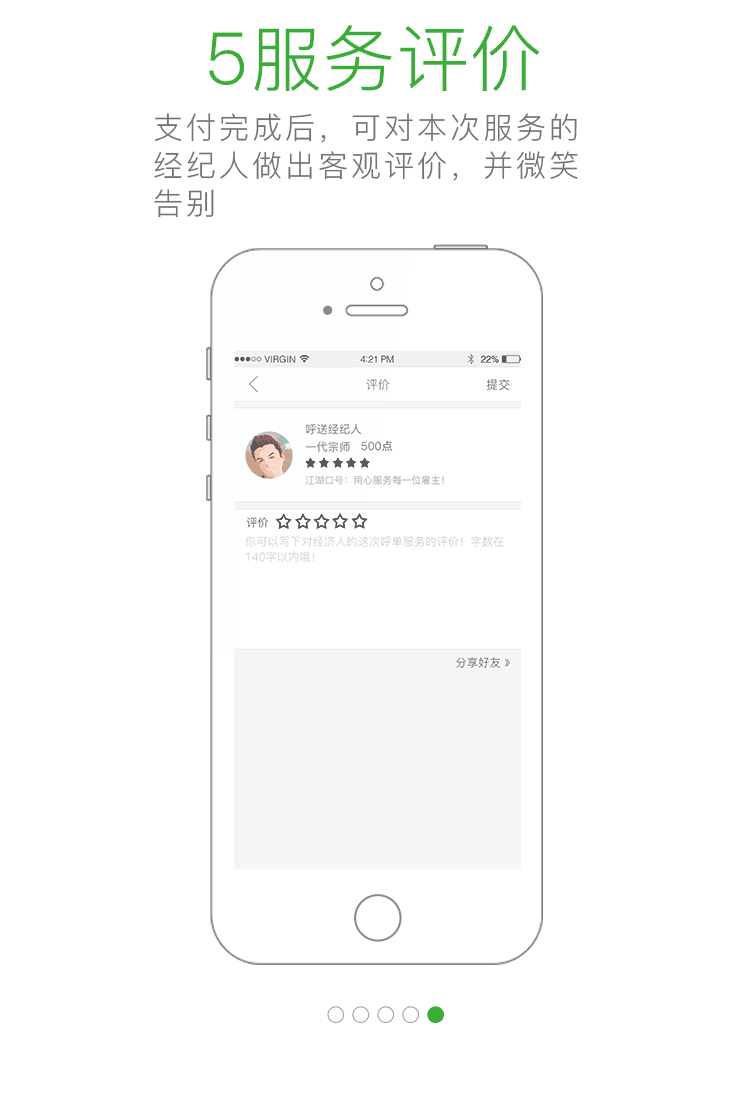 5服务评价
支付完成后，可对本次服务的
经纪人做出客观评价，并微笑
告别
VIRGIN 4:21 PM 22%
评价 提交
呼送经纪人
一代宗师 500点
江湖口号：用心服务每一位雇主！
评价
你可以写下对经济人的这次呼单服务的评价！字数在
140字以内哦！
分享好友 》